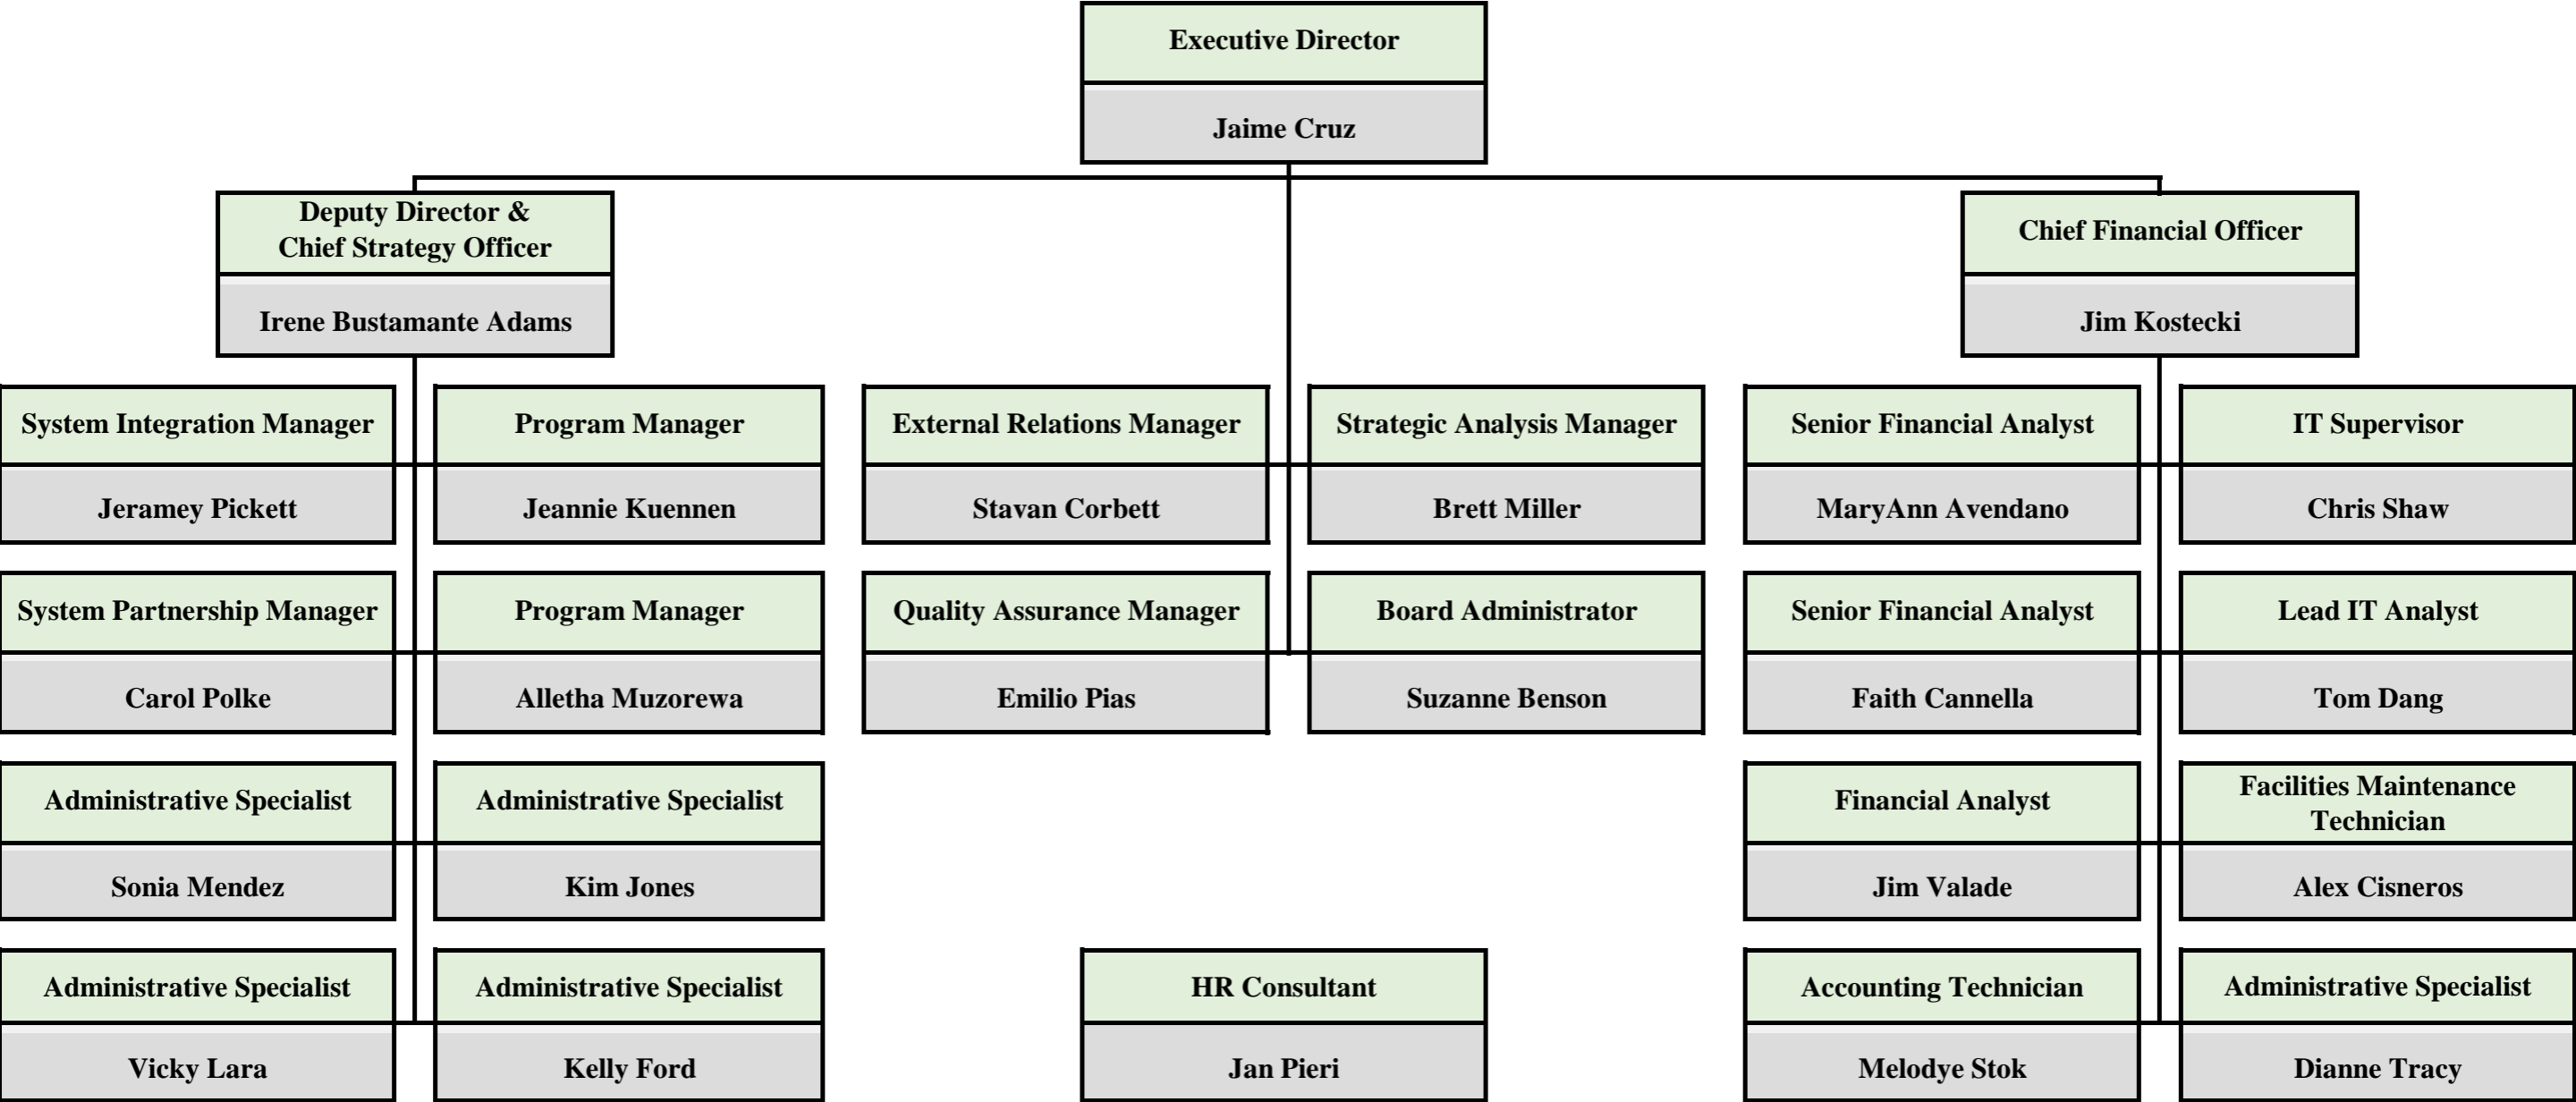 Executive Director
Jaime Cruz
Deputy Director &
Chief Strategy Officer
Irene Bustamante Adams
Chief Financial Officer
Jim Kostecki
System Integration Manager
Jeramey Pickett
Program Manager
Jeannie Kuennen
External Relations Manager
Stavan Corbett
Strategic Analysis Manager
Brett Miller
Senior Financial Analyst
MaryAnn Avendano
IT Supervisor
Chris Shaw
System Partnership Manager
Carol Polke
Program Manager
Alletha Muzorewa
Quality Assurance Manager
Emilio Pias
Board Administrator
Suzanne Benson
Senior Financial Analyst
Faith Cannella
Lead IT Analyst
Tom Dang
Administrative Specialist
Sonia Mendez
Administrative Specialist
Kim Jones
Financial Analyst
Jim Valade
Facilities Maintenance
Technician
Alex Cisneros
Administrative Specialist
Vicky Lara
Administrative Specialist
Kelly Ford
HR Consultant
Jan Pieri
Accounting Technician
Melodye Stok
Administrative Specialist
Dianne Tracy